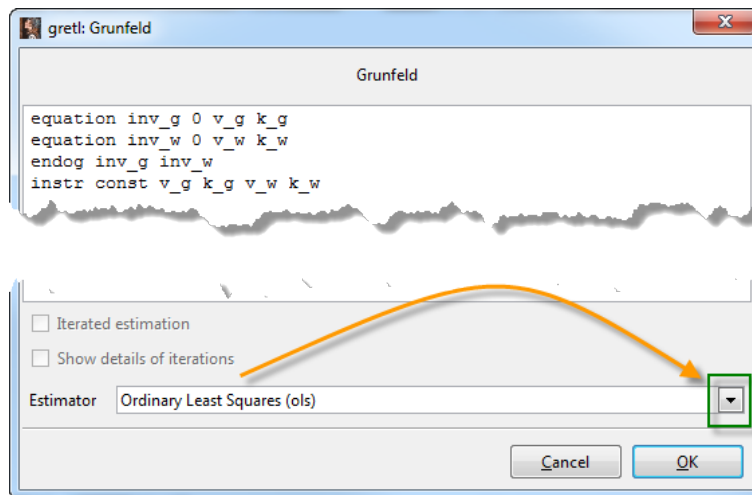 gretl: Grunfeld
Grunfeld
equation inv_g 0 v_g k_g
equation inv_w 0 v_w k_w
endog inv_g inv_w
instr const v_g k_g v_w k_w
Iterated estimation
Show details of iterations
Estimator Ordinary Least Squares (ols)
Cancel OK